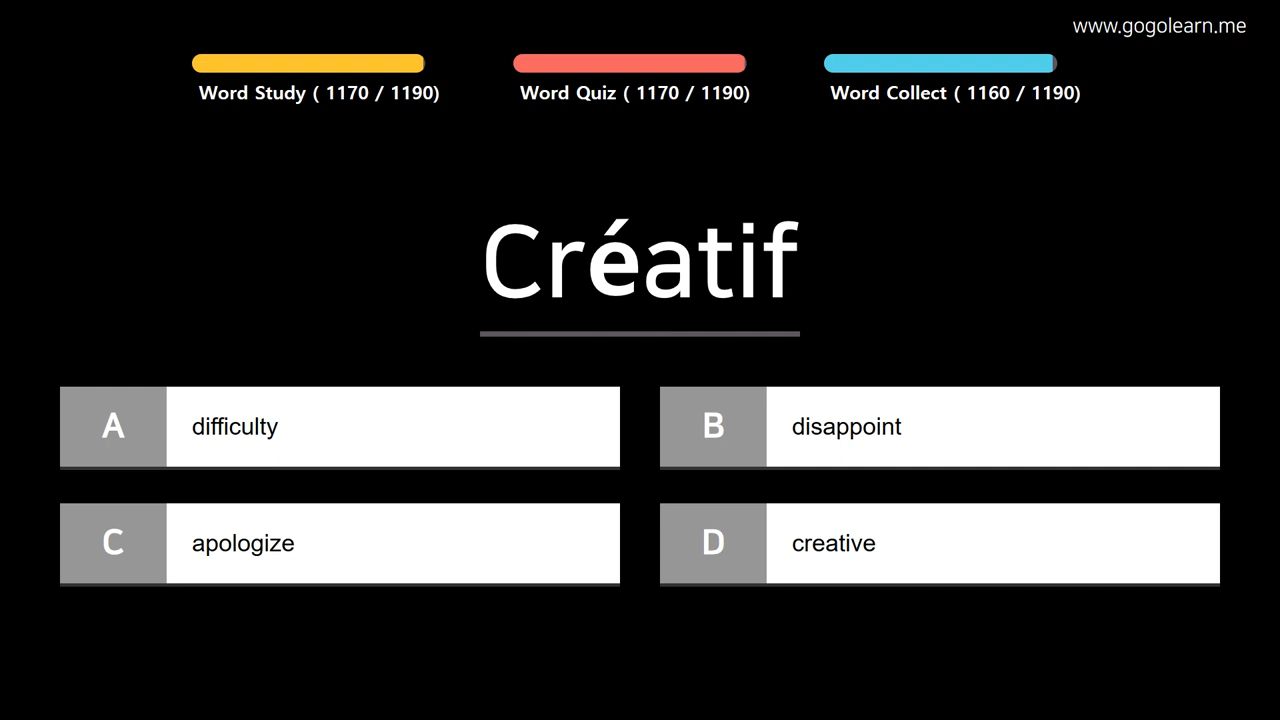 www.gogolearn.me
Word Study ( 1170 / 1190)
Word Quiz ( 1170 / 1190)
Word Collect ( 1160 / 1190)
Créatif
A difficulty
B disappoint
C apologize
D creative